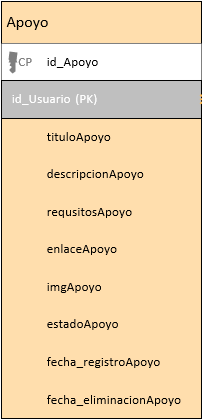 Apoyo
CP id_Apoyo
id_Usuario (PK)
tituloApoyo
descripcionApoyo
requsitosApoyo
enlaceApoyo
imgApoyo
estadoApoyo
fecha_registroApoyo
fecha_eliminacionApoyo